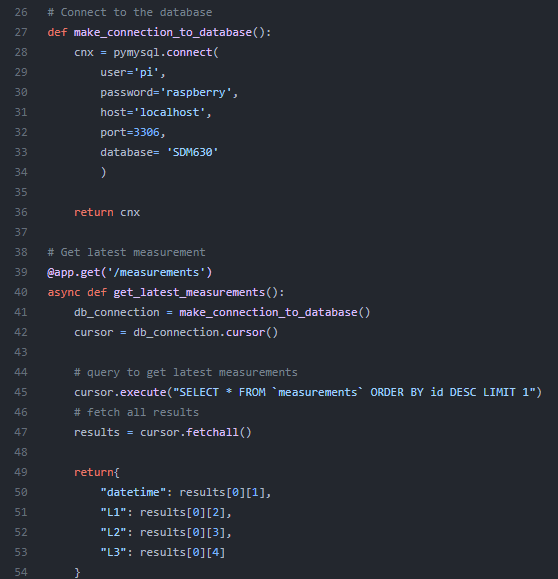 26 # Connect to the database
27 def make_connection_to_database():
28     cnx = pymysql.connect(
29         user='pi',
30         password='raspberry',
31         host='localhost',
32         port=3306,
33         database= 'SDM630'
34         )
35
36     return cnx
37
38 # Get latest measurement
39 @app.get('/measurements')
40 async def get_latest_measurements():
41     db_connection = make_connection_to_database()
42     cursor = db_connection.cursor()
43
44     # query to get latest measurements
45     cursor.execute("SELECT * FROM `measurements` ORDER BY id DESC LIMIT 1")
46     # fetch all results
47     results = cursor.fetchall()
48
49     return{
50         "datetime": results[0][1],
51         "L1": results[0][2],
52         "L2": results[0][3],
53         "L3": results[0][4]
54     }